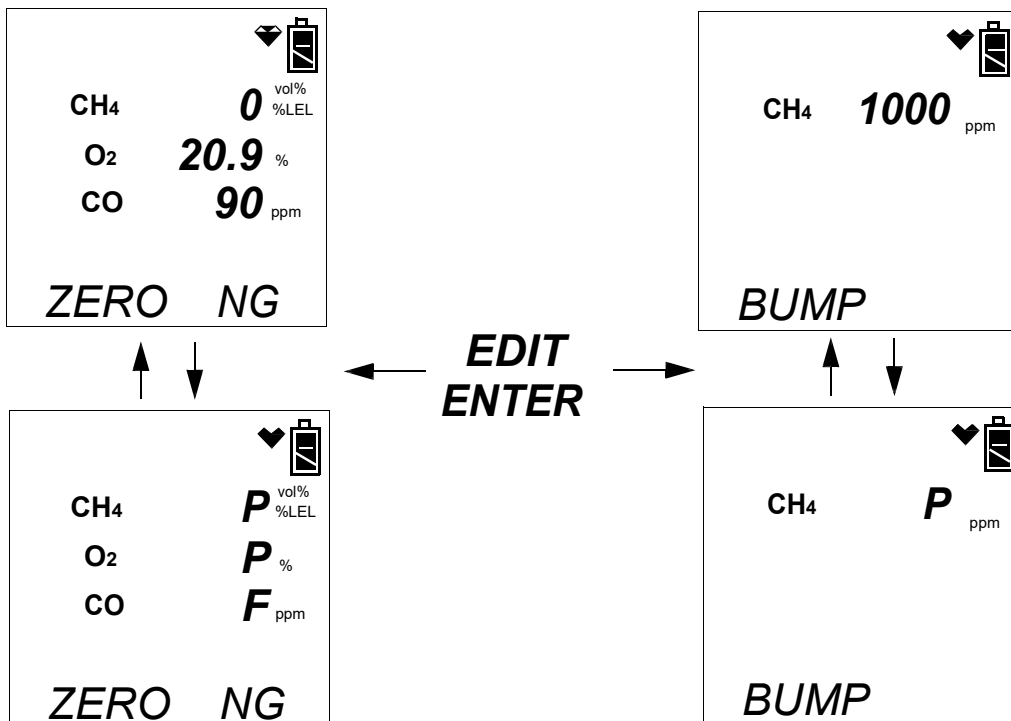 CH4 0 vol% %LEL
O2 20.9 %
CO 90 ppm
ZERO NG
CH4 1000 ppm
BUMP
EDIT
ENTER
CH4 P vol% %LEL
O2 P %
CO F ppm
ZERO NG
CH4 P ppm
BUMP